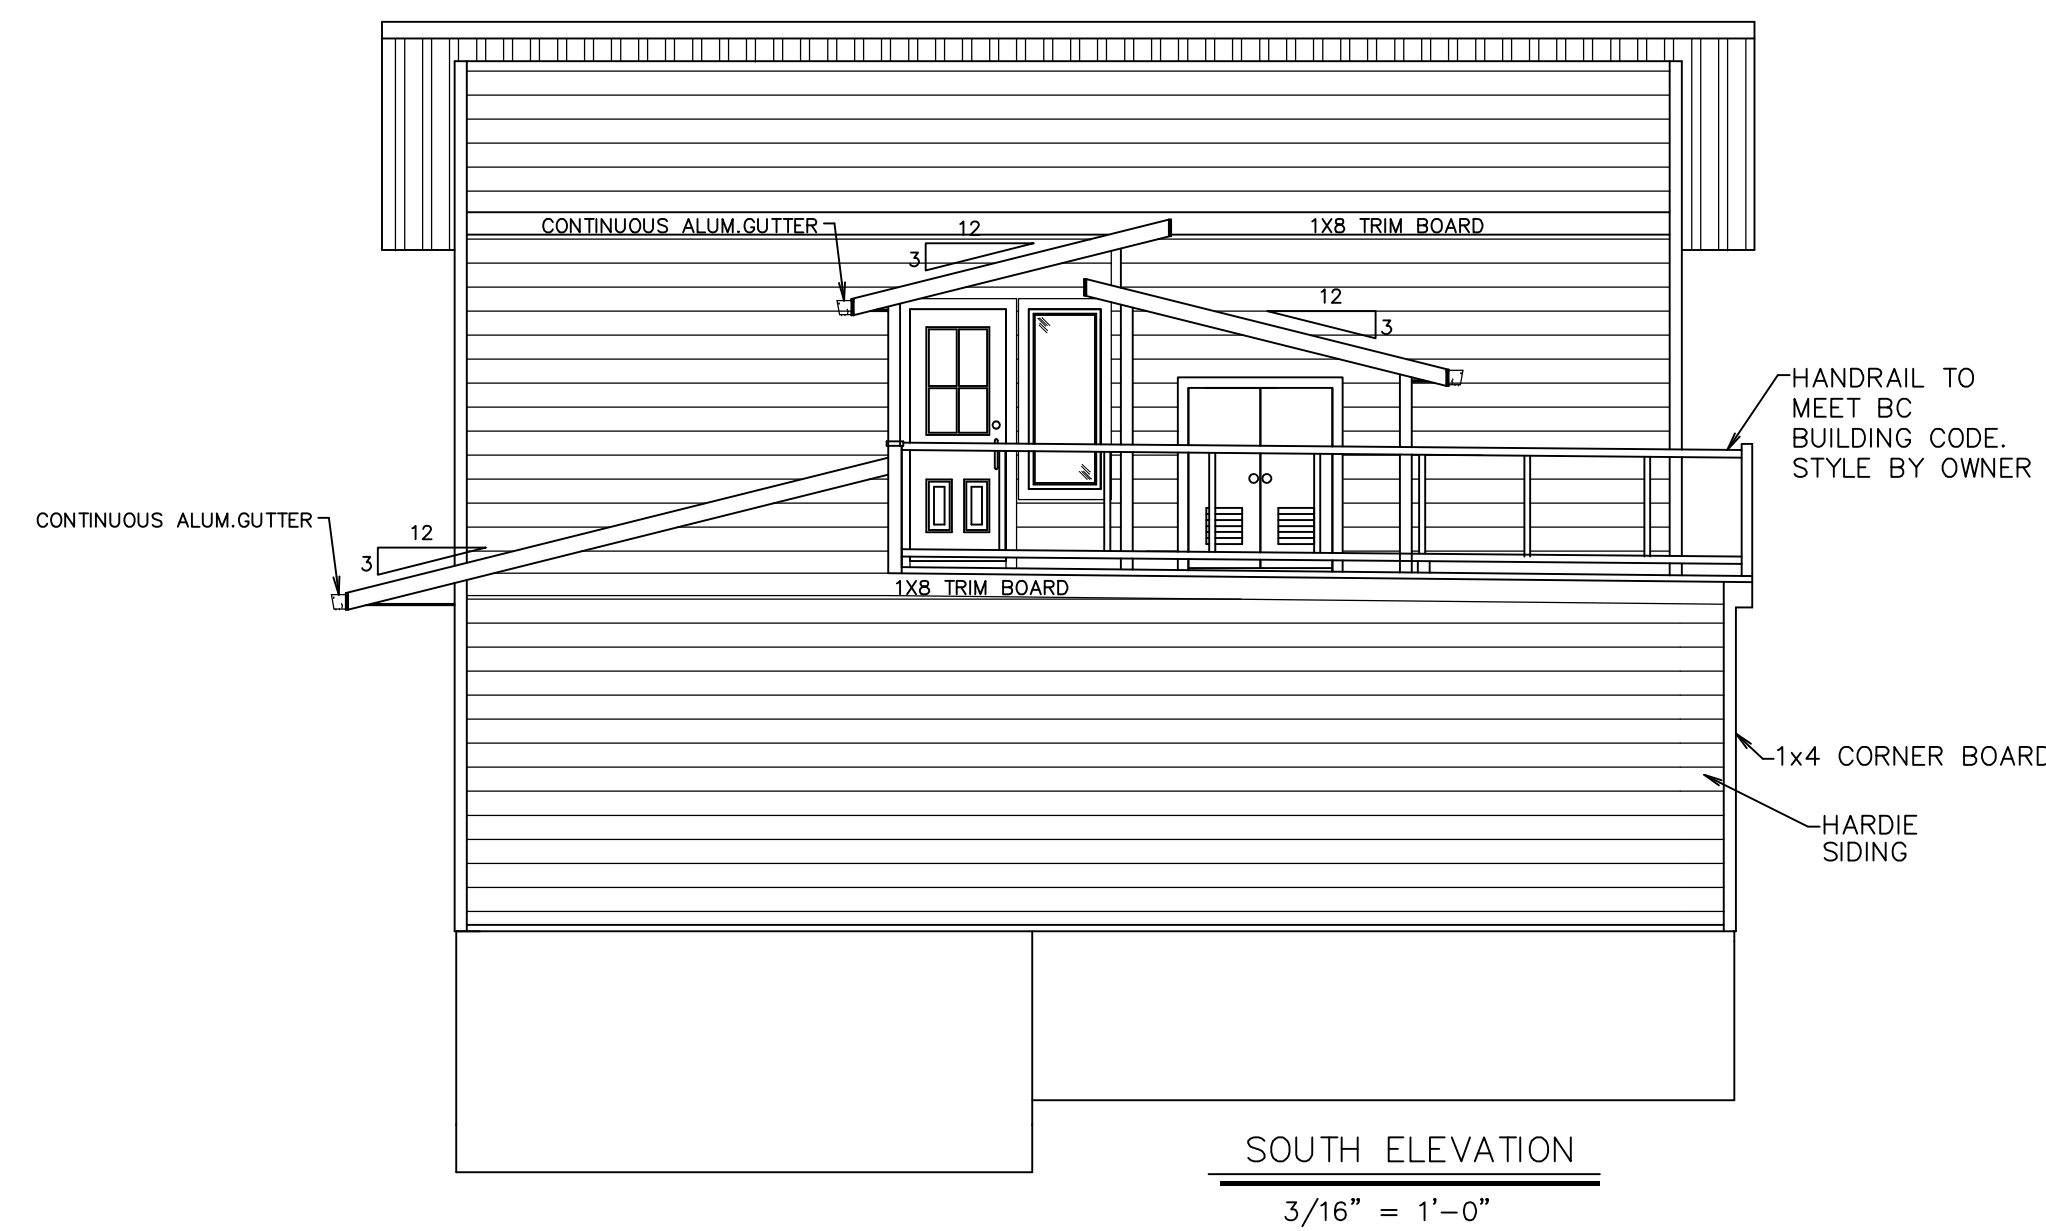 CONTINUOUS ALUM.GUTTER
12
3
1X8 TRIM BOARD
12
3
HANDRAIL TO
MEET BC
BUILDING CODE.
STYLE BY OWNER
CONTINUOUS ALUM.GUTTER
12
3
1X8 TRIM BOARD
1x4 CORNER BOARD
HARDIE
SIDING
SOUTH ELEVATION
3/16" = 1'-0"